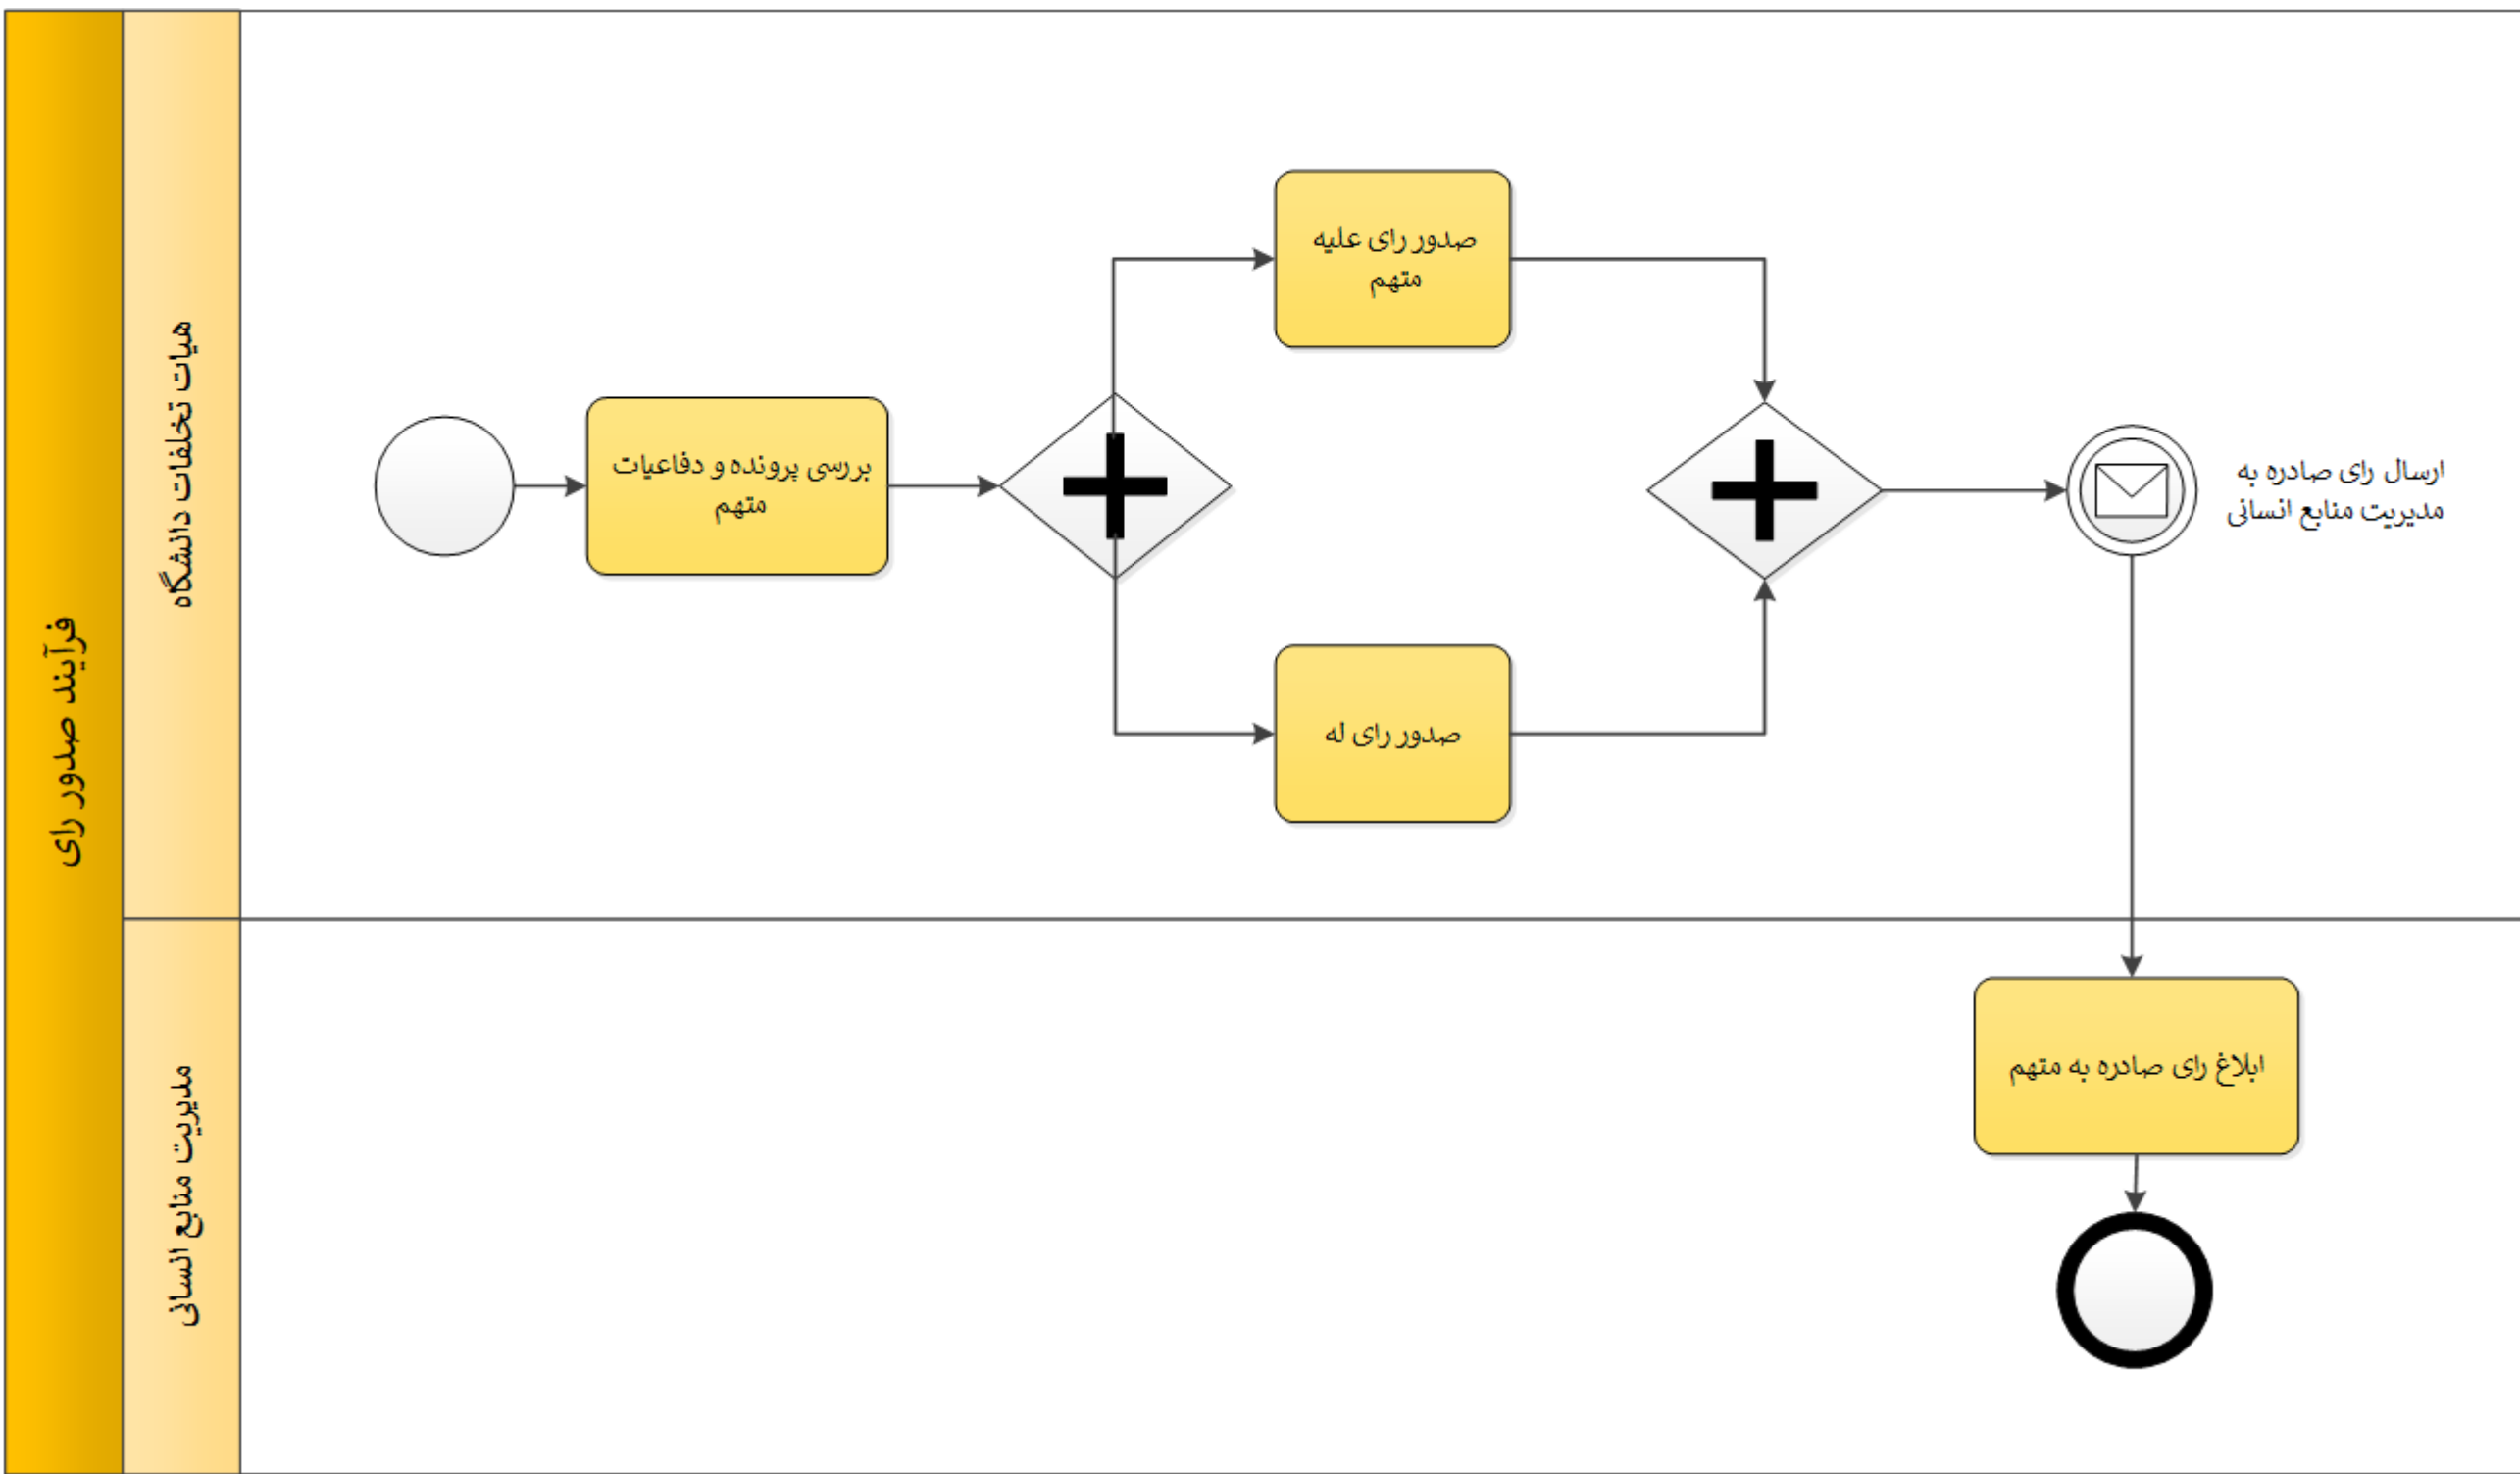 فرآیند صدور رای
هیات تخلفات دانشگاه
بررسی پرونده و دفاعیات
متهم
صدور رای علیه
متهم
صدور رای له
ارسال رای صادره به
مدیریت منابع انسانی
مدیریت منابع انسانی
ابلاغ رای صادره به متهم